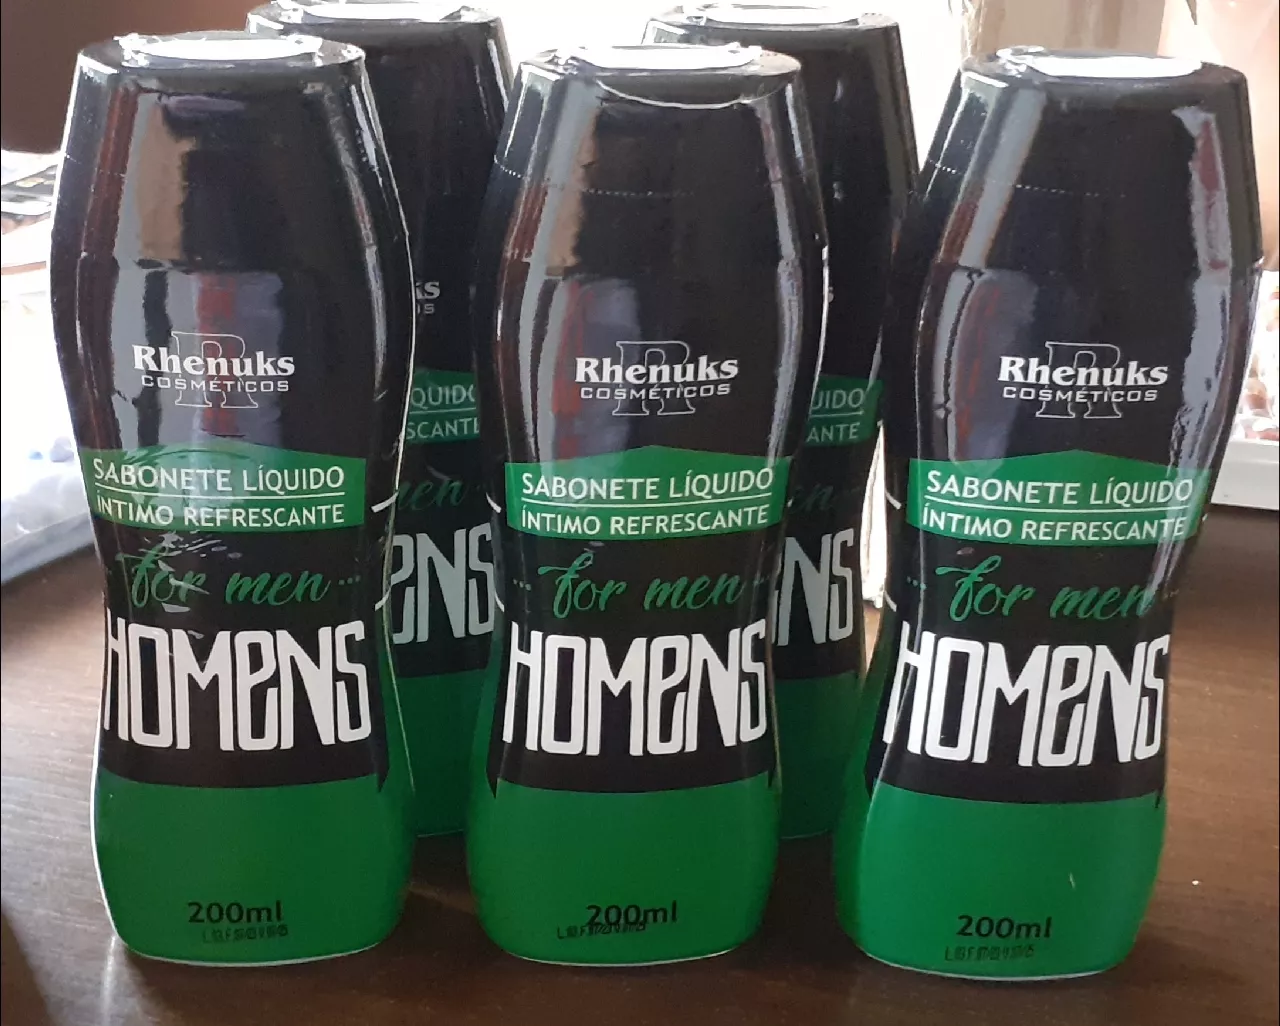 Rhenuks
COSMÉTICOS
SABONETE LÍQUIDO
ÍNTIMO REFRESCANTE
for men
HOMENS
200ml
Rhenuks
COSMÉTICOS
SABONETE LÍQUIDO
ÍNTIMO REFRESCANTE
for men
HOMENS
200ml
Rhenuks
COSMÉTICOS
SABONETE LÍQUIDO
ÍNTIMO REFRESCANTE
for men
HOMENS
200ml